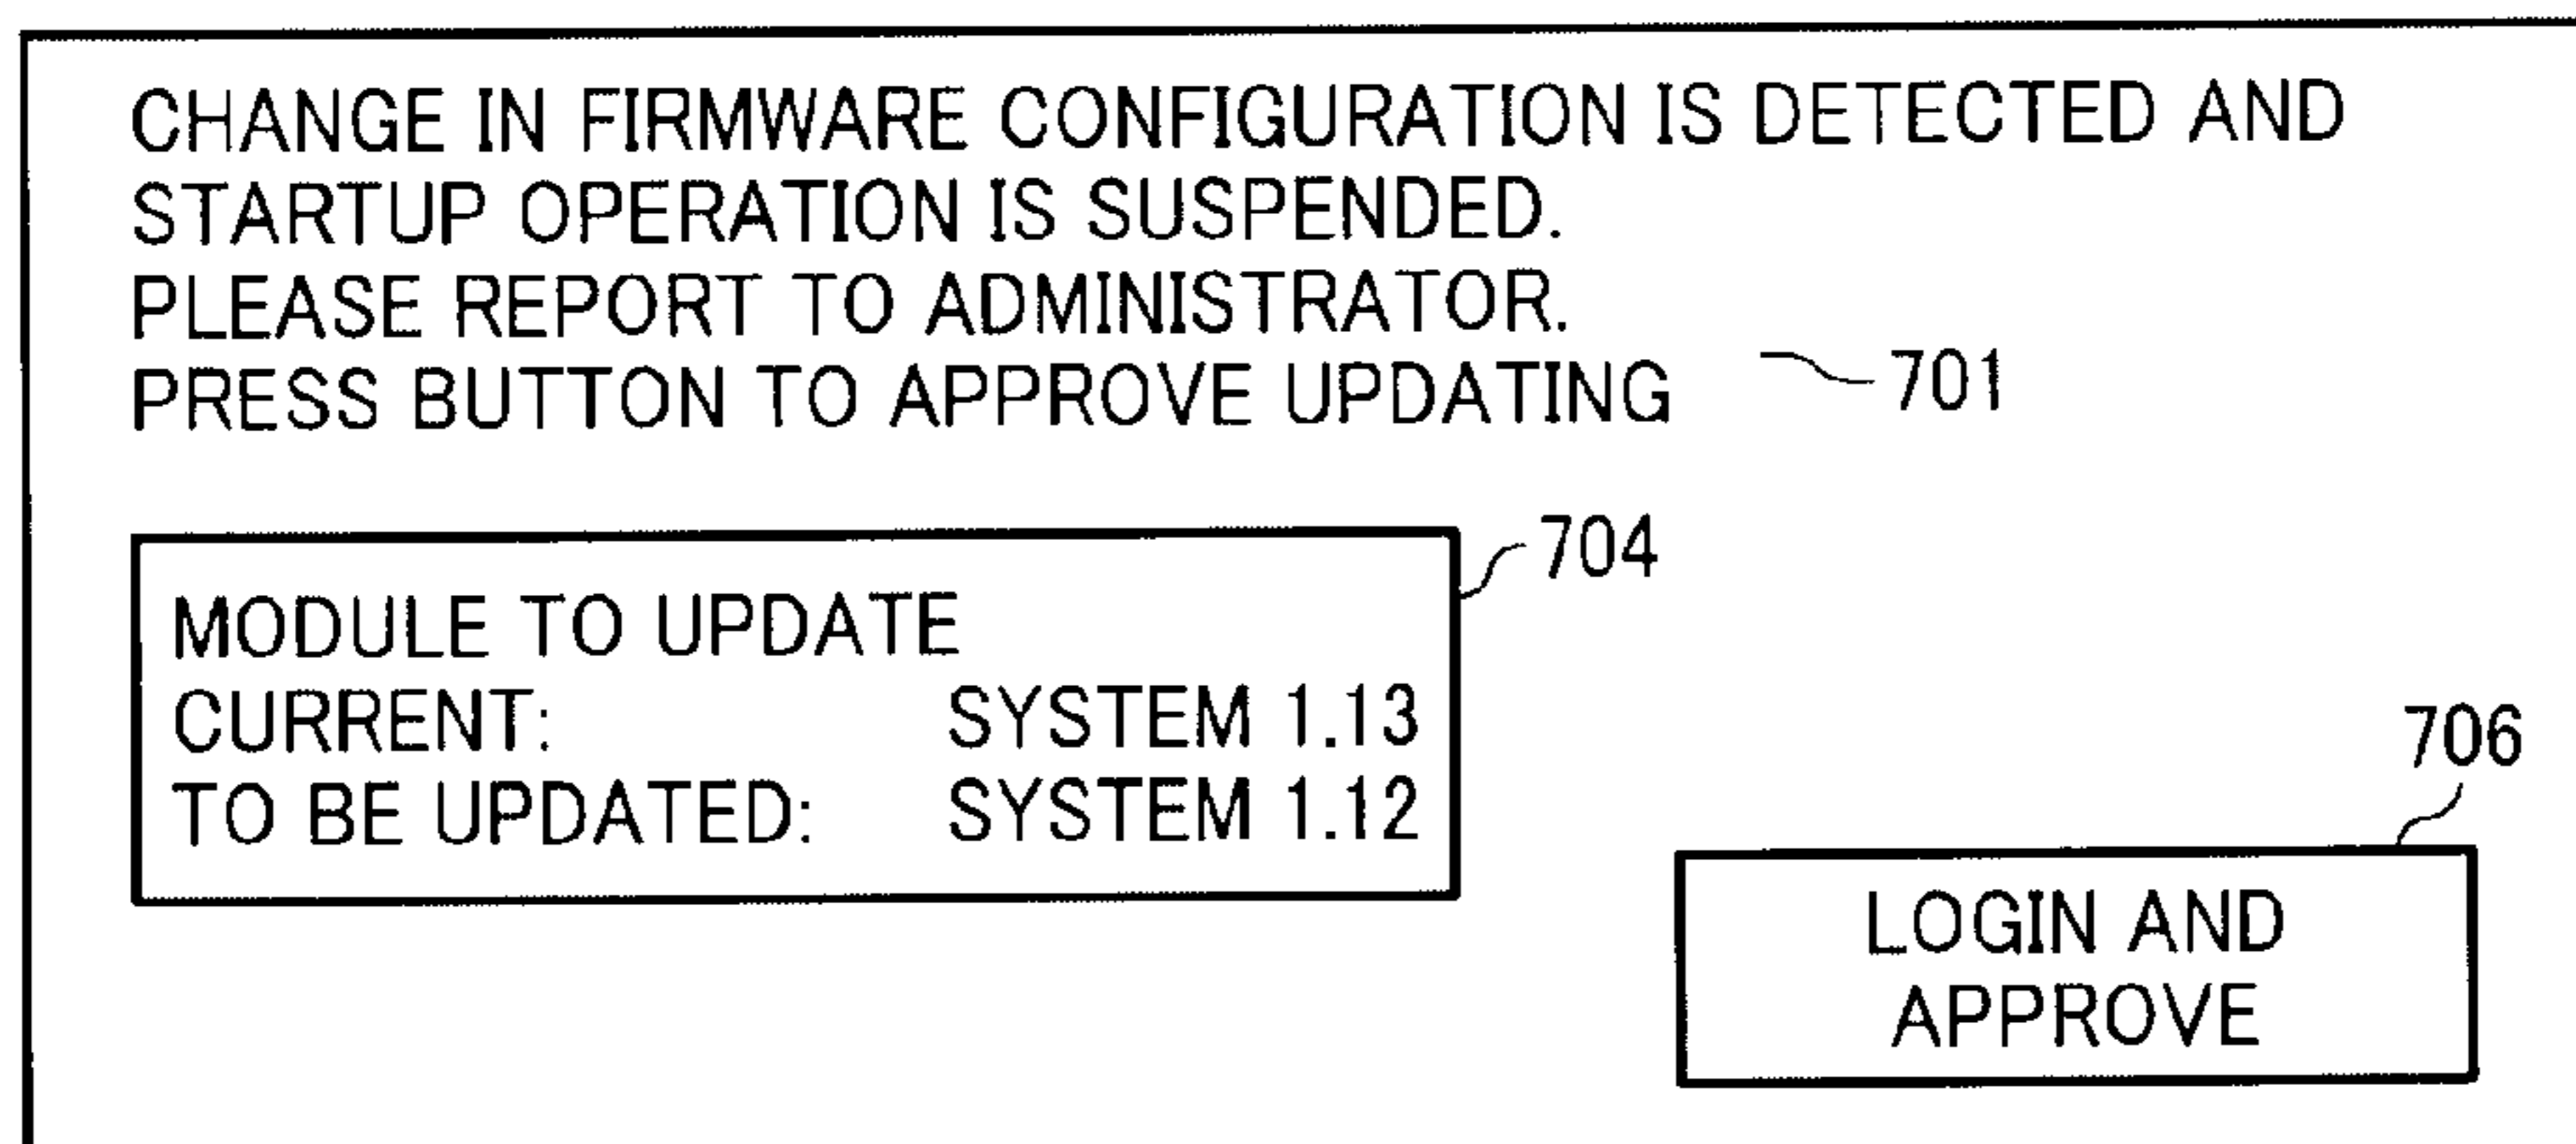 CHANGE IN FIRMWARE CONFIGURATION IS DETECTED AND
STARTUP OPERATION IS SUSPENDED.
PLEASE REPORT TO ADMINISTRATOR.
PRESS BUTTON TO APPROVE UPDATING
701
704
MODULE TO UPDATE
CURRENT: SYSTEM 1.13
TO BE UPDATED: SYSTEM 1.12
706
LOGIN AND
APPROVE